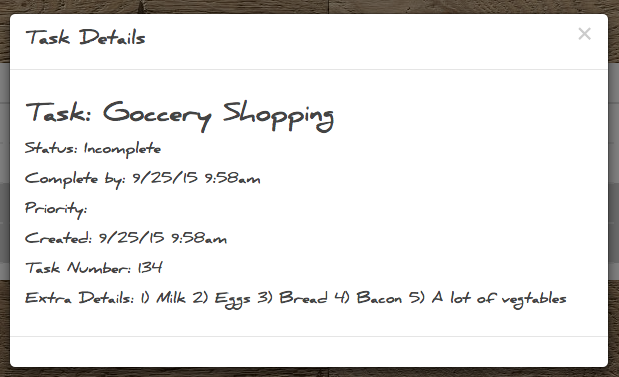 Task Details
Task: Goccery Shopping
Status: Incomplete
Complete by: 9/25/15 9:58am
Priority:
Created: 9/25/15 9:58am
Task Number: 134
Extra Details: 1) Milk 2) Eggs 3) Bread 4) Bacon 5) A lot of vegtables